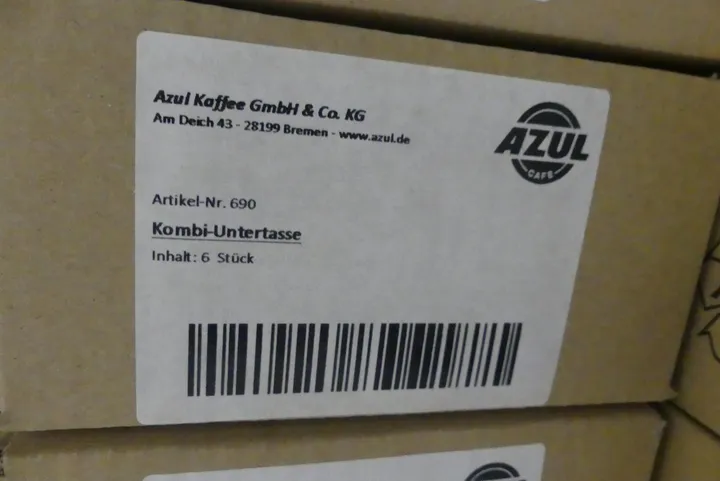 Azul Kaffee GmbH & Co. KG
Am Deich 43 - 28199 Bremen - www.azul.de
AZUL
CAFE
Artikel-Nr. 690
Kombi-Untertasse
Inhalt: 6 Stück